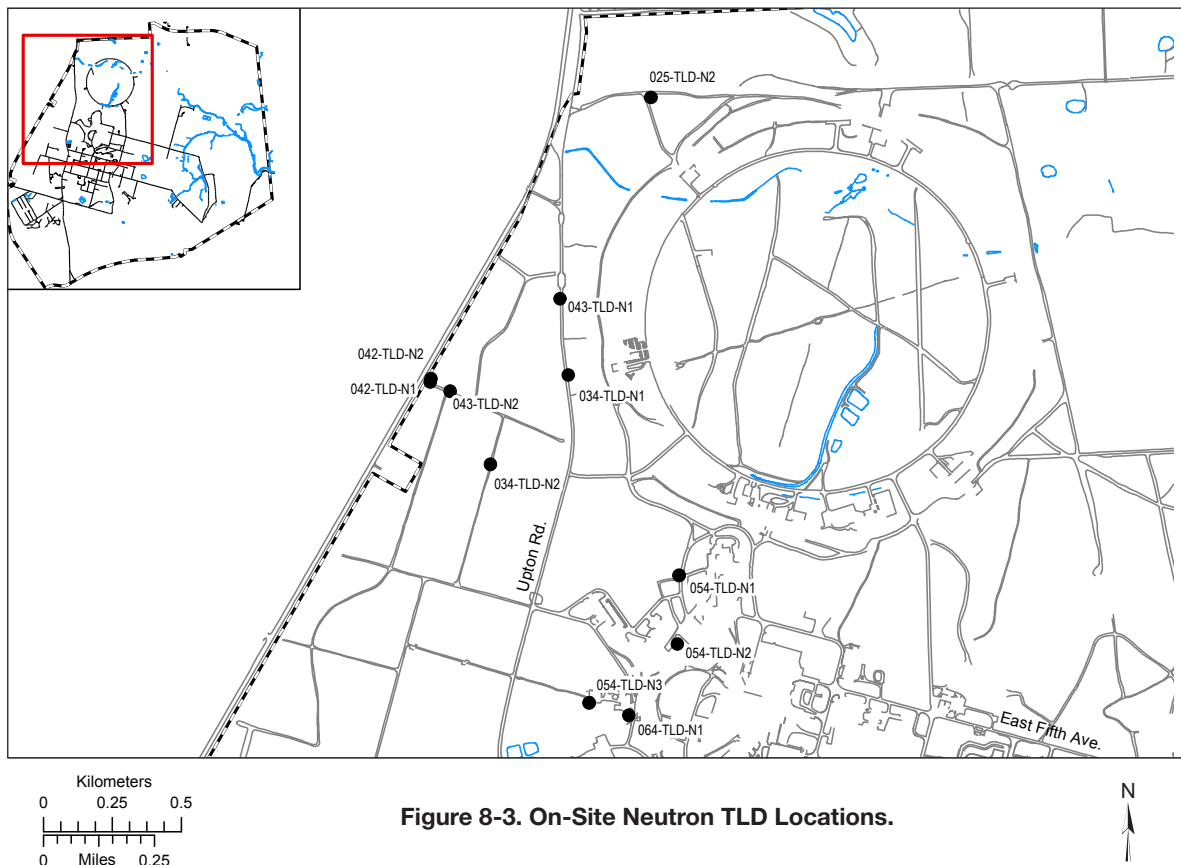 025-TLD-N2
043-TLD-N1
042-TLD-N2
042-TLD-N1
043-TLD-N2
034-TLD-N1
034-TLD-N2
Upton Rd.
054-TLD-N1
054-TLD-N2
054-TLD-N3
064-TLD-N1
East Fifth Ave.
Kilometers
0 0.25 0.5
0 0.25
Miles
Figure 8-3. On-Site Neutron TLD Locations.
N